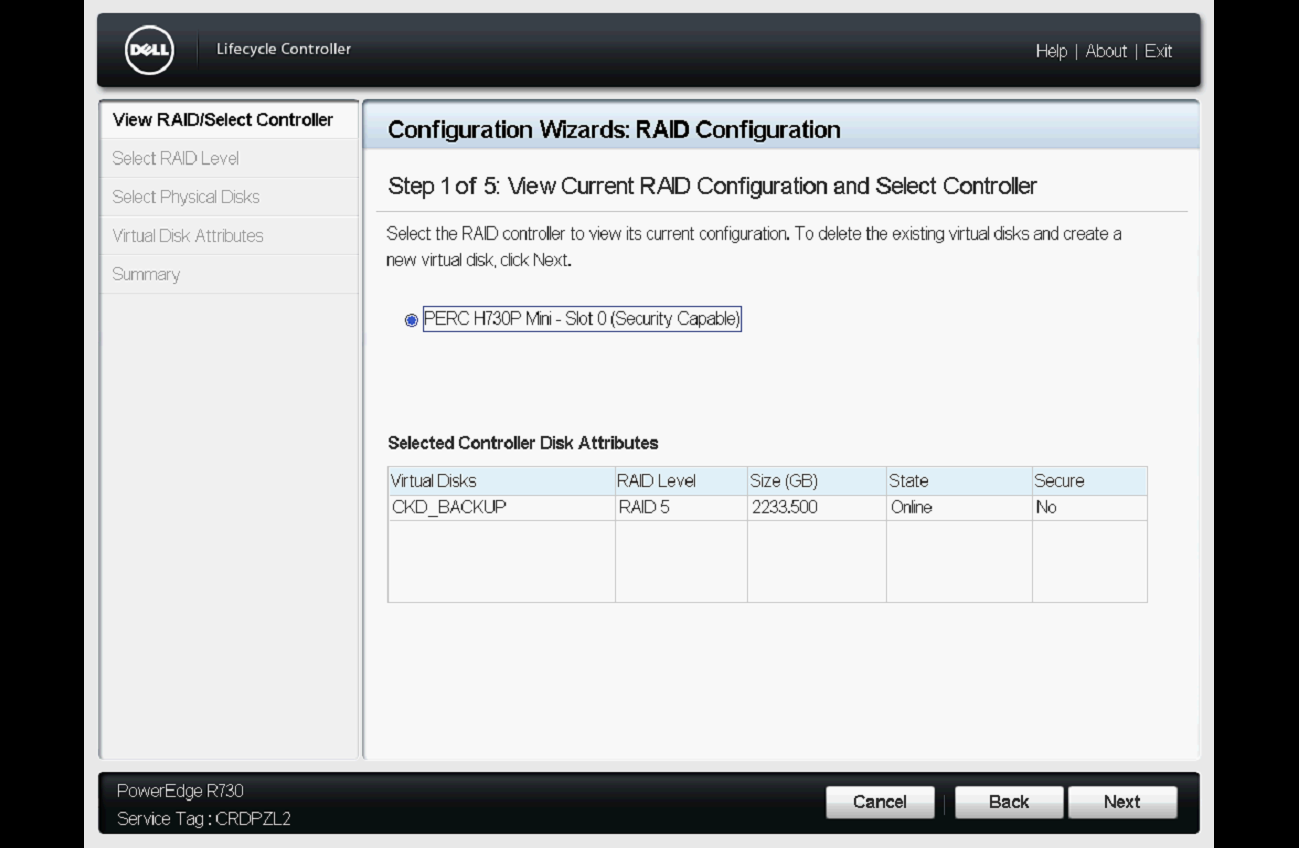 DELL
Lifecycle Controller
Help | About | Exit
View RAID/Select Controller
Select RAID Level
Select Physical Disks
Virtual Disk Attributes
Summary
Configuration Wizards: RAID Configuration
Step 1 of 5: View Current RAID Configuration and Select Controller
Select the RAID controller to view its current configuration. To delete the existing virtual disks and create a
new virtual disk, click Next.
PERC H730P Mini - Slot 0 (Security Capable)
Selected Controller Disk Attributes
Virtual Disks RAID Level Size (GB) State Secure
CKD_BACKUP RAID 5 2233.500 Online No
PowerEdge R730
Service Tag : CRDPZL2
Cancel Back Next